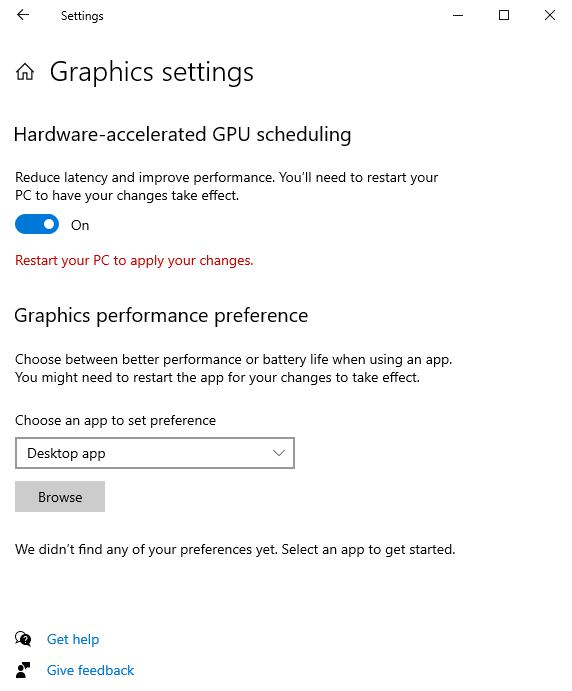 Settings
Graphics settings
Hardware-accelerated GPU scheduling
Reduce latency and improve performance. You'll need to restart your
PC to have your changes take effect.
On
Restart your PC to apply your changes.
Graphics performance preference
Choose between better performance or battery life when using an app.
You might need to restart the app for your changes to take effect.
Choose an app to set preference
Desktop app
Browse
We didn't find any of your preferences yet. Select an app to get started.
Get help
Give feedback